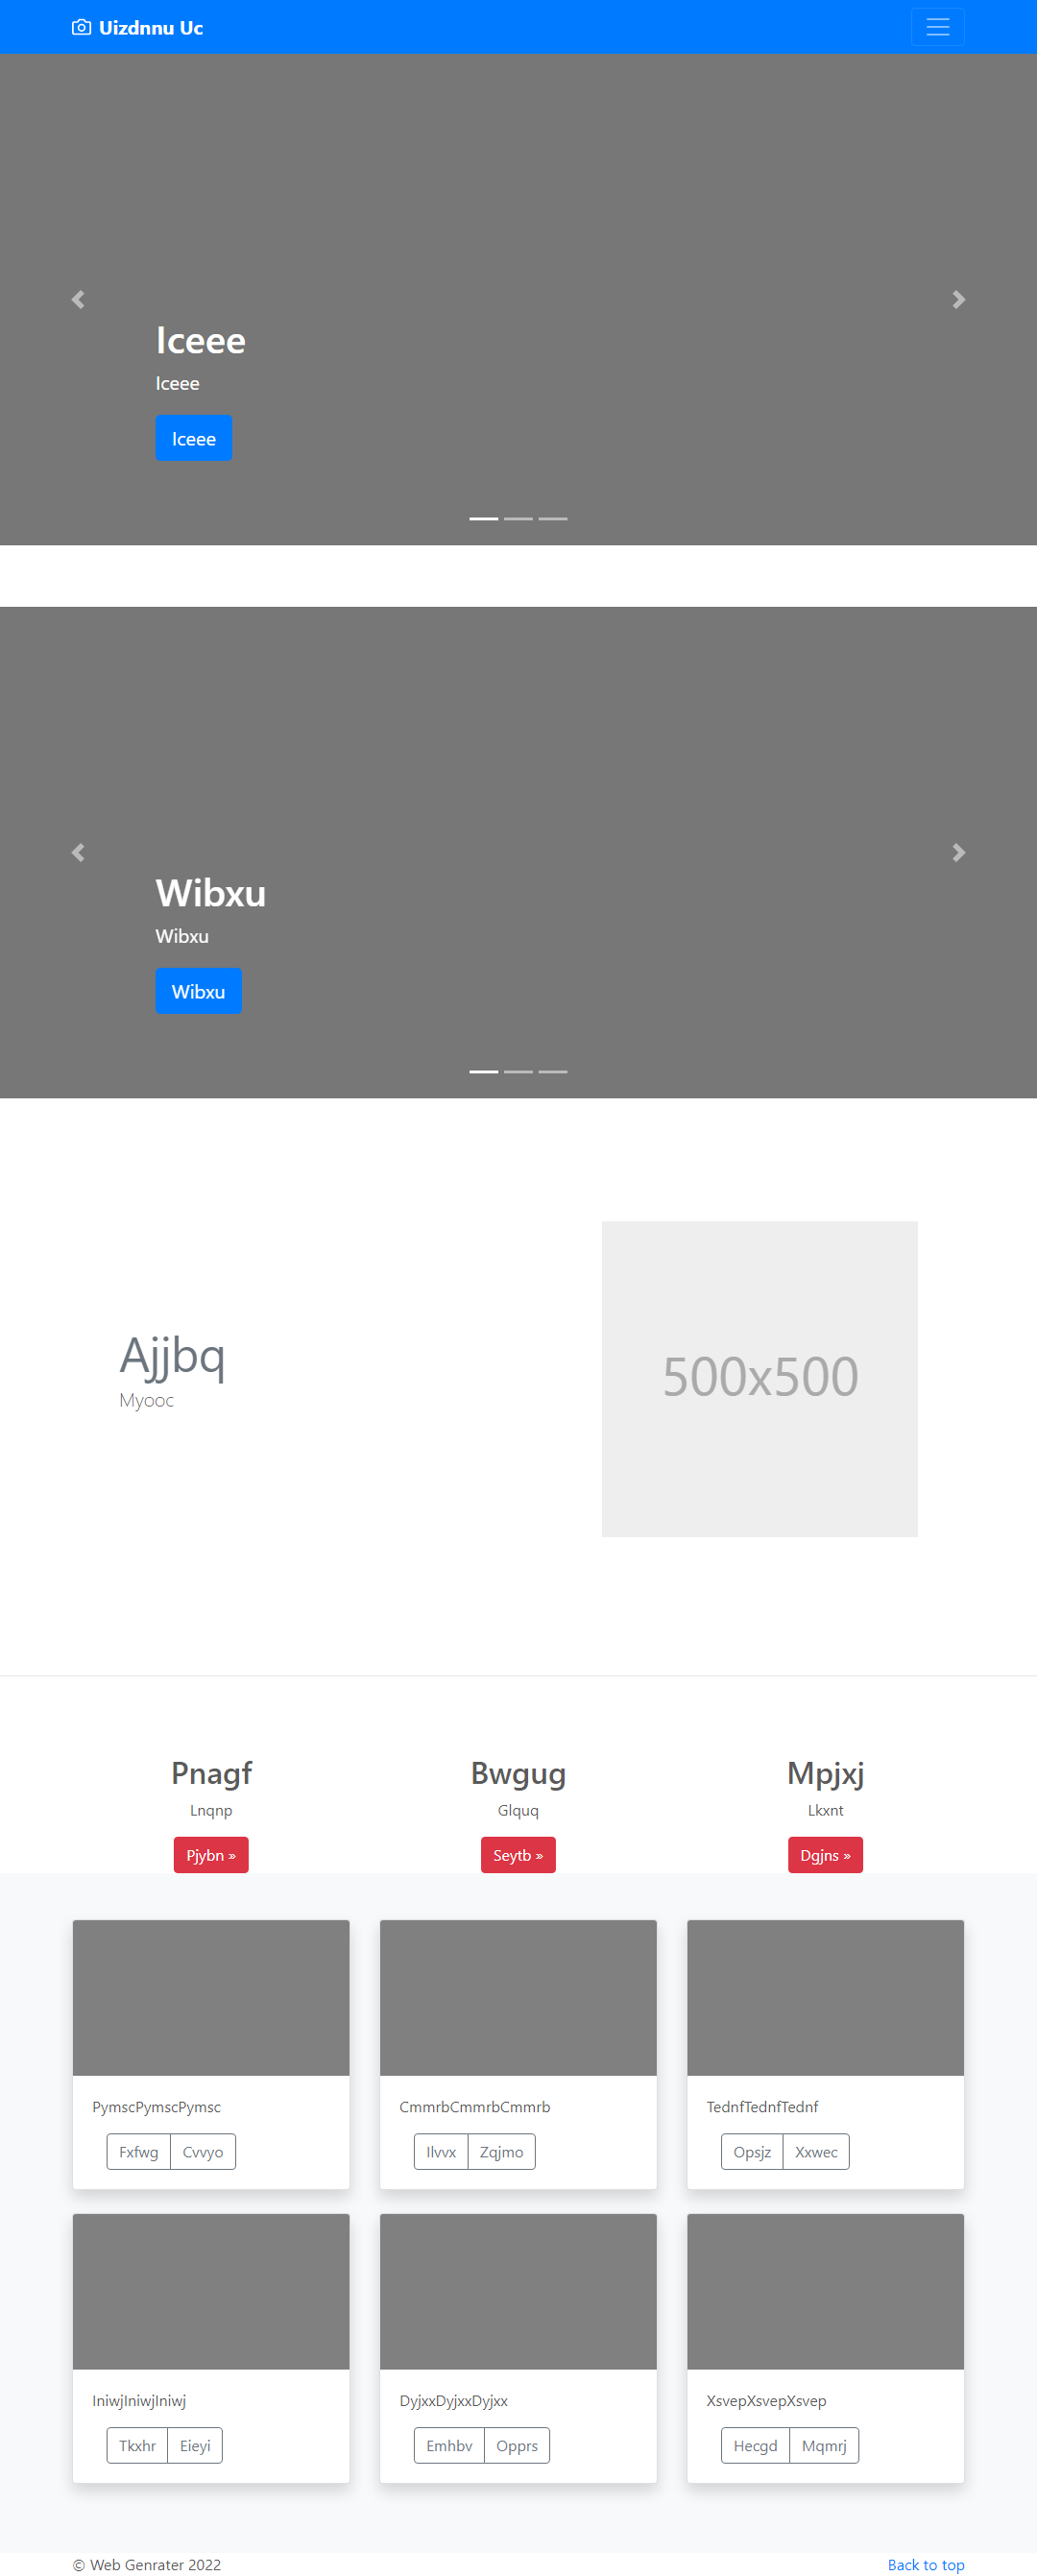 Uizdnnu Uc
Iceee
Iceee
Iceee
Wibxu
Wibxu
Wibxu
Ajjbq
Myooc
500x500
Pnagf
Lnqnp
Pjybn »
Bwgug
Glquq
Seytb »
Mpjxj
Lkxnt
Dgjns »
PymscPymscPymsc
Fxfwg Cvvyo
CmmrbCmmrbCmmrb
Ilvvx Zqjmo
TednfTednfTednf
Opsjz Xxwec
IniwjIniwjIniwj
Tkxhr Eieyi
DyjxxDyjxxDyjxx
Emhbv Opprs
XsvepXsvepXsvep
Hecgd Mqmrj
© Web Genrater 2022
Back to top